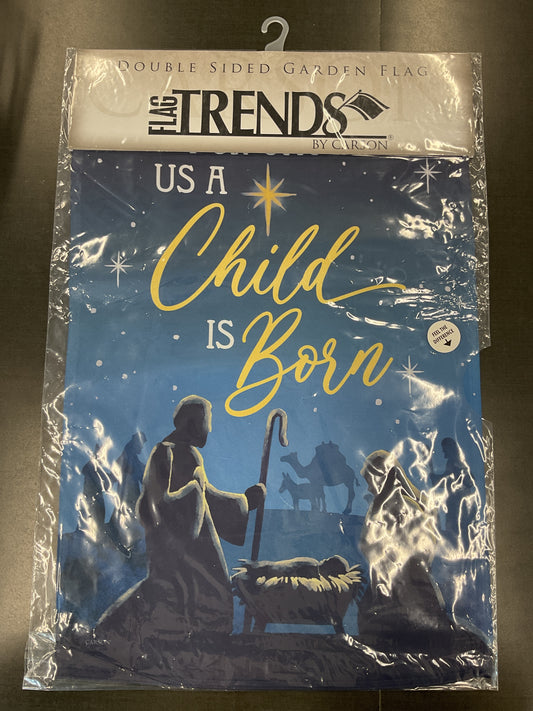 DOUBLE SIDED GARDEN FLAG
FLAG TRENDS
BY CARSON®
US A
Child
IS
Born
FEEL THE
DIFFERENCE